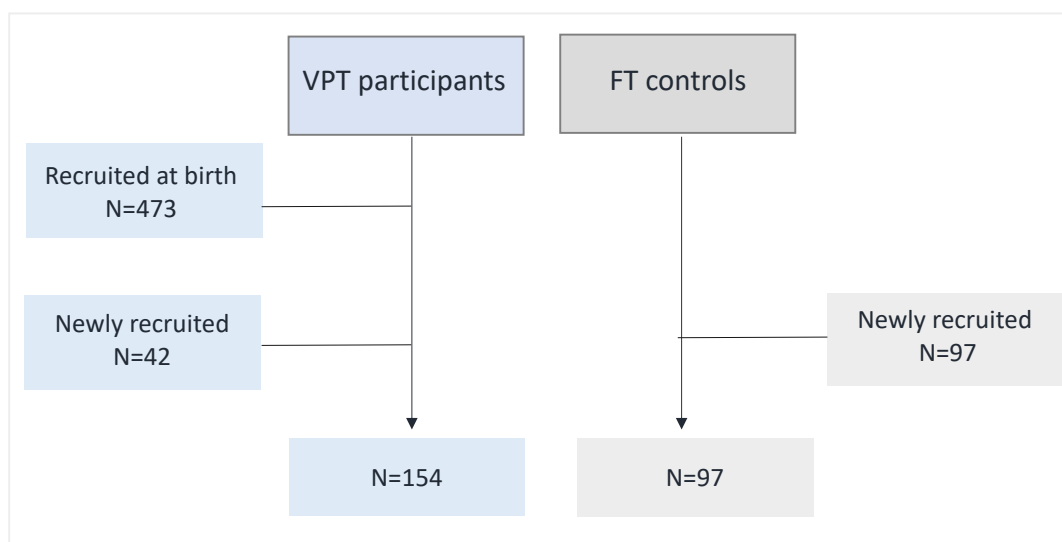 VPT participants
FT controls
Recruited at birth
N=473
Newly recruited
N=42
Newly recruited
N=97
N=154
N=97